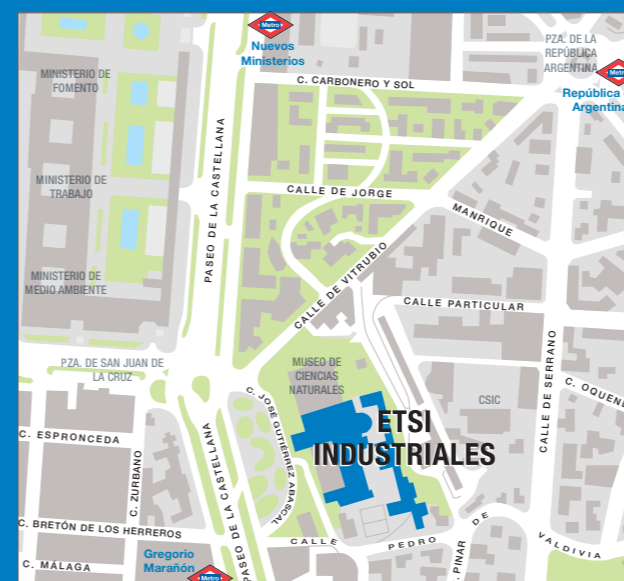 Metro
Nuevos
Ministerios
PZA. DE LA
REPÚBLICA
ARGENTINA
Metro
República
Argentina
MINISTERIO DE
FOMENTO
C. CARBONERO Y SOL
PASEO DE LA CASTELLANA
MINISTERIO DE
TRABAJO
CALLE DE JORGE
MANRIQUE
MINISTERIO DE
MEDIO AMBIENTE
CALLE DE VITRUBIO
CALLE PARTICULAR
PZA. DE SAN JUAN DE
LA CRUZ
MUSEO DE
CIENCIAS
NATURALES
CALLE DE SERRANO
C. OQUEN
CSIC
C. JOSÉ GUTIÉRREZ ABASCAL
ETSI
INDUSTRIALES
C. ESPRONCEDA
C. ZURBANO
PASEO DE LA CASTELLANA
C. BRETÓN DE LOS HERREROS
CALLE PEDRO DE VALDIVIA
C. PINAR
Gregorio
Marañón
Metro
C. MÁLAGA